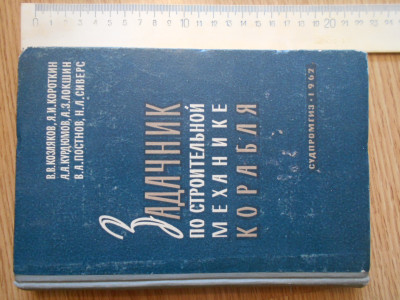 В.В.КОЗЛЯКОВ, Я.И.КОРОТКИН
А.А.КУРДЮМОВ, А.З.ЛОКШИН
В.А.ПОСТНОВ, Н.Л.СИВЕРС
ЗАДАЧНИК
ПО СТРОИТЕЛЬНОЙ
МЕХАНИКЕ
КОРАБЛЯ
СУДПРОМГИЗ · 1962